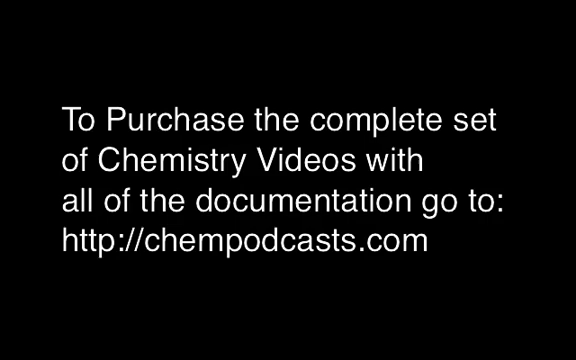 To Purchase the complete set
of Chemistry Videos with
all of the documentation go to:
http://chempodcasts.com